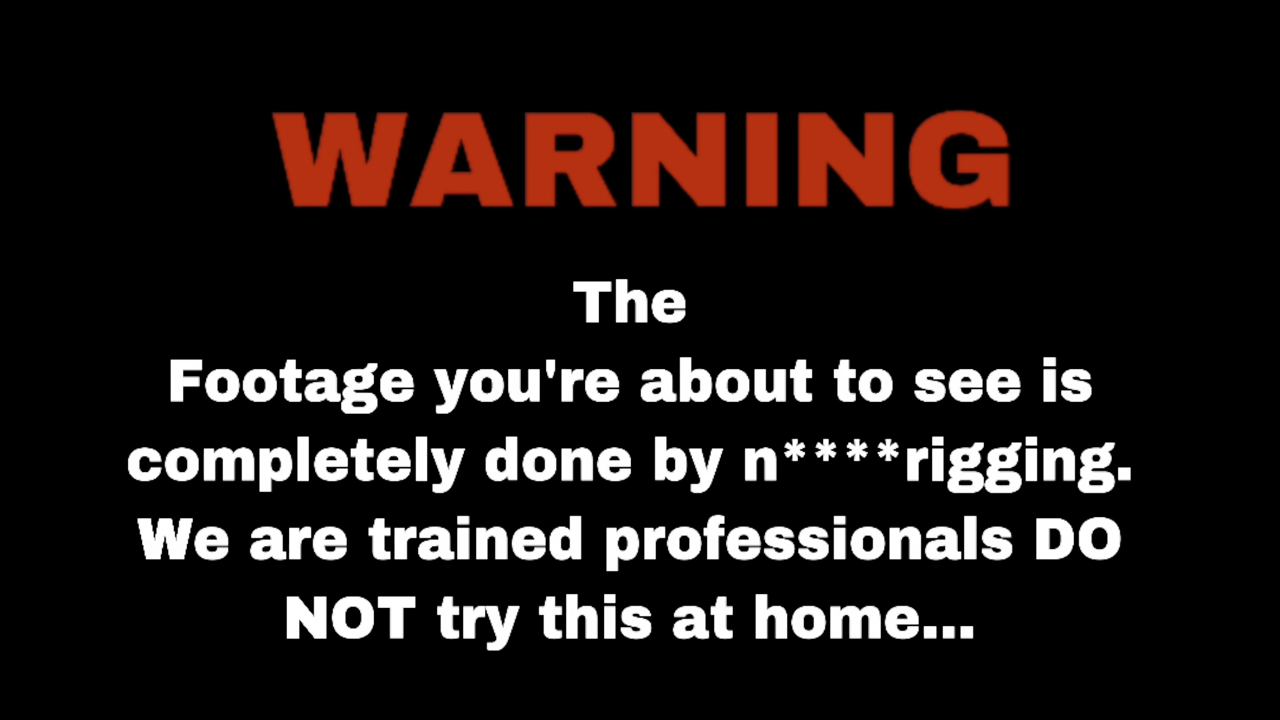 WARNING
The
Footage you're about to see is
completely done by n****rigging.
We are trained professionals DO
NOT try this at home...